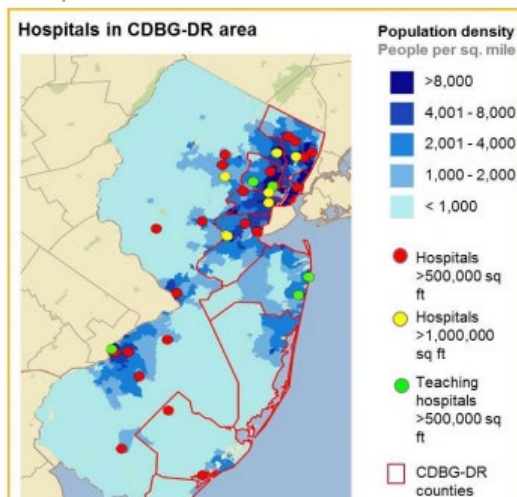 Hospitals in CDBG-DR area
Population density
People per sq. mile
>8,000
4,001 - 8,000
2,001 - 4,000
1,000 - 2,000
< 1,000
Hospitals
>500,000 sq
ft
Hospitals
>1,000,000
sq ft
Teaching
hospitals
>500,000 sq
ft
CDBG-DR
counties